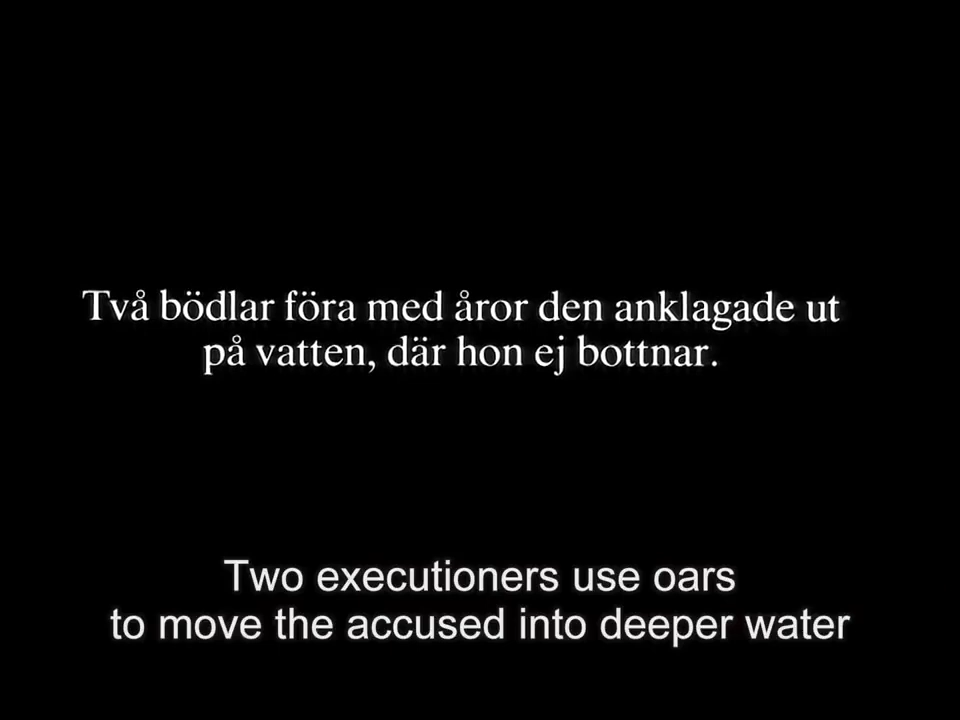 Två bödlar föra med åror den anklagade ut
på vatten, där hon ej bottnar.
Two executioners use oars
to move the accused into deeper water